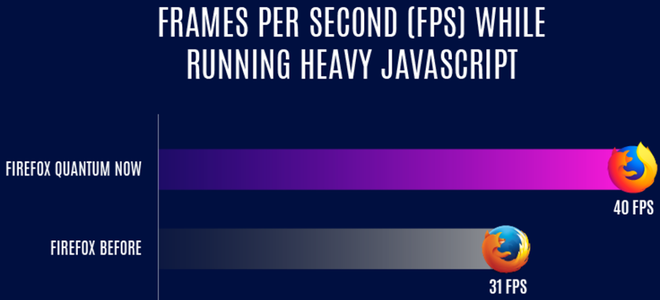 FRAMES PER SECOND (FPS) WHILE
RUNNING HEAVY JAVASCRIPT
FIREFOX QUANTUM NOW
40 FPS
FIREFOX BEFORE
31 FPS